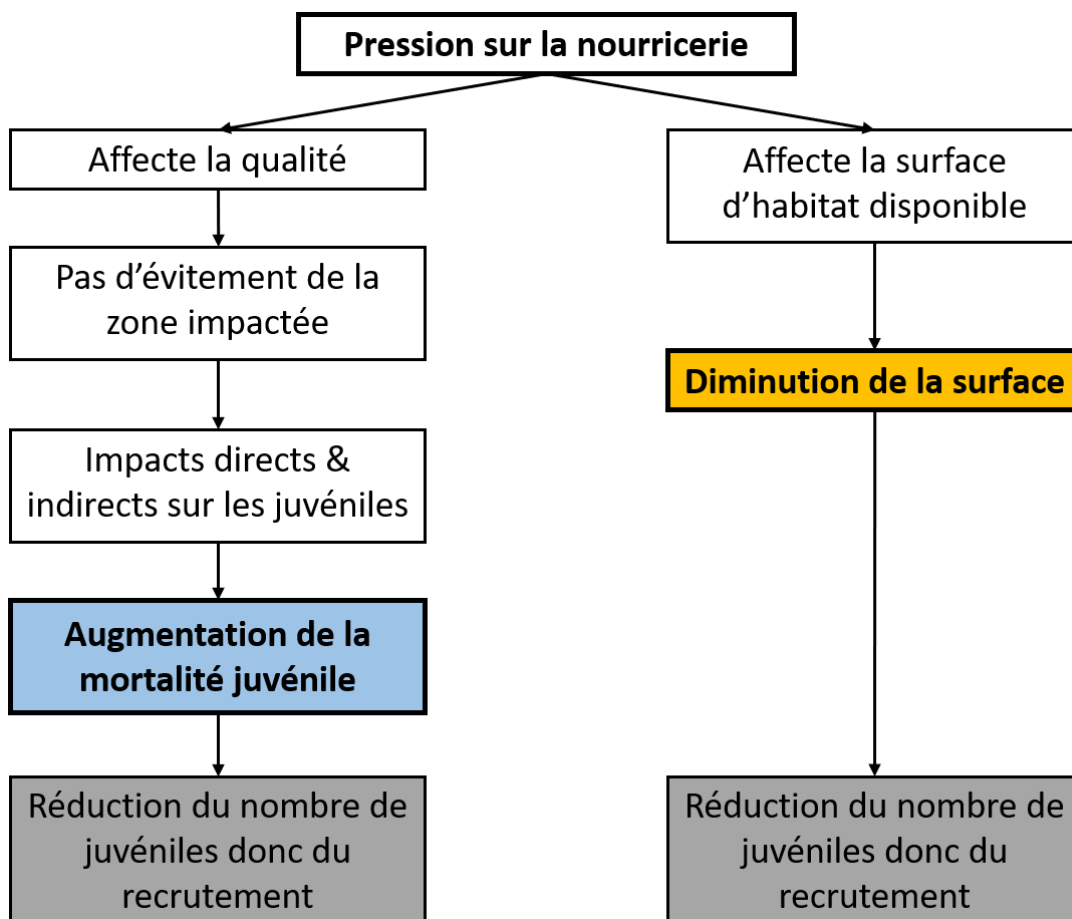 Pression sur la nourricerie
Affecte la qualité
Pas d'évitement de la
zone impactée
Impacts directs &
indirects sur les juvéniles
Augmentation de la
mortalité juvénile
Réduction du nombre de
juvéniles donc du
recrutement
Affecte la surface
d'habitat disponible
Diminution de la surface
Réduction du nombre de
juvéniles donc du
recrutement